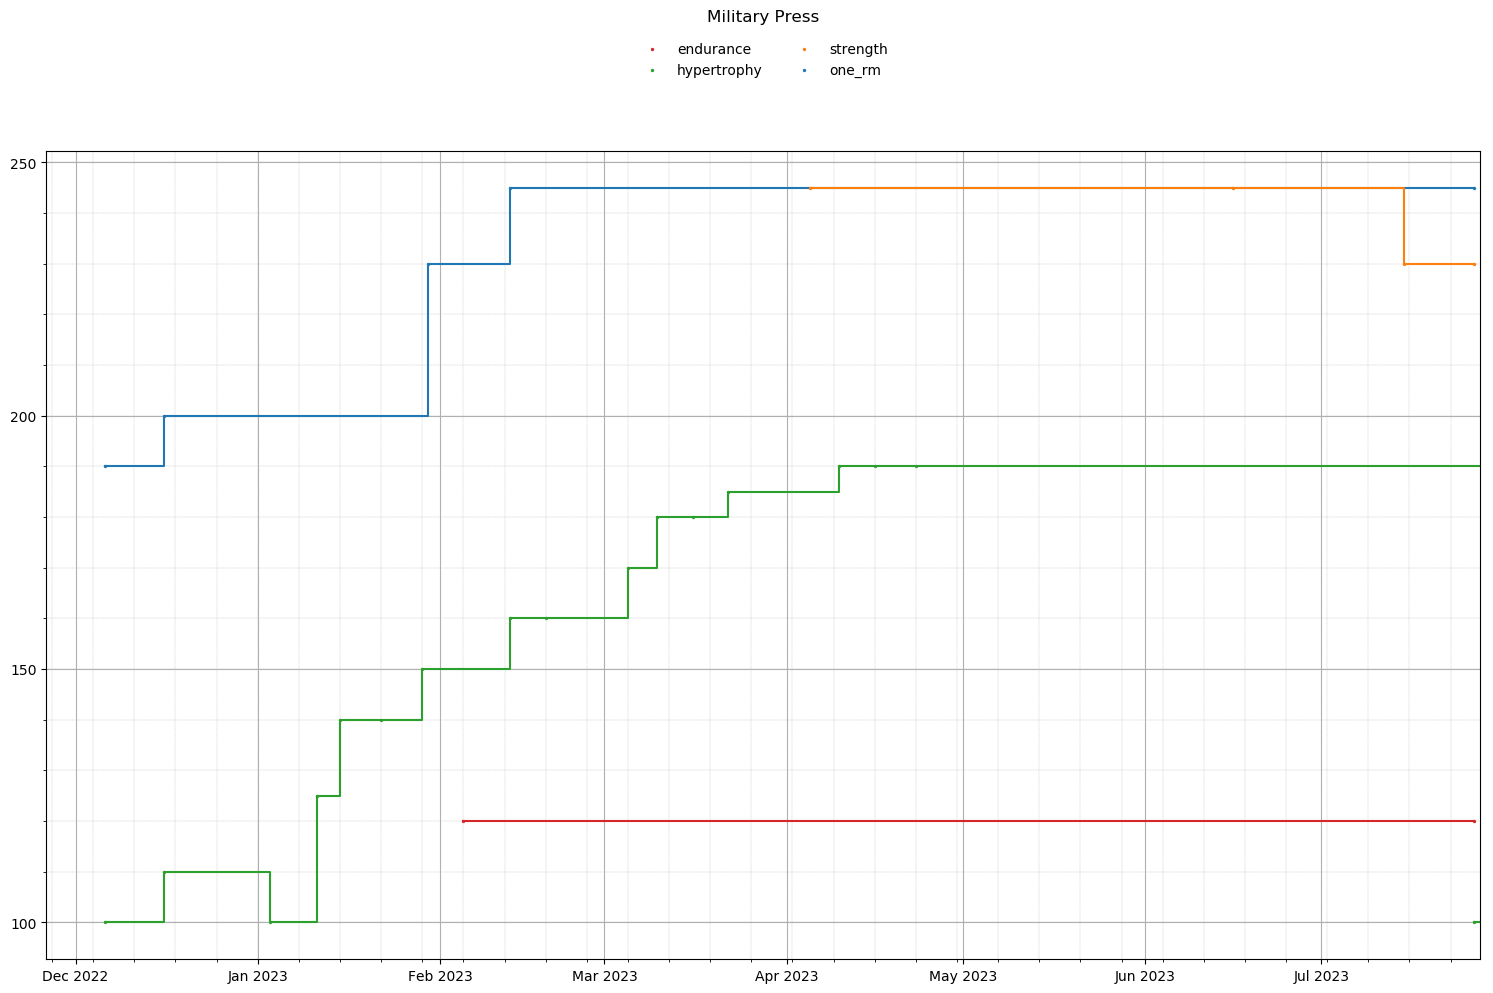 Military Press
endurance
strength
hypertrophy
one_rm
250
200
150
100
Dec 2022
Jan 2023
Feb 2023
Mar 2023
Apr 2023
May 2023
Jun 2023
Jul 2023